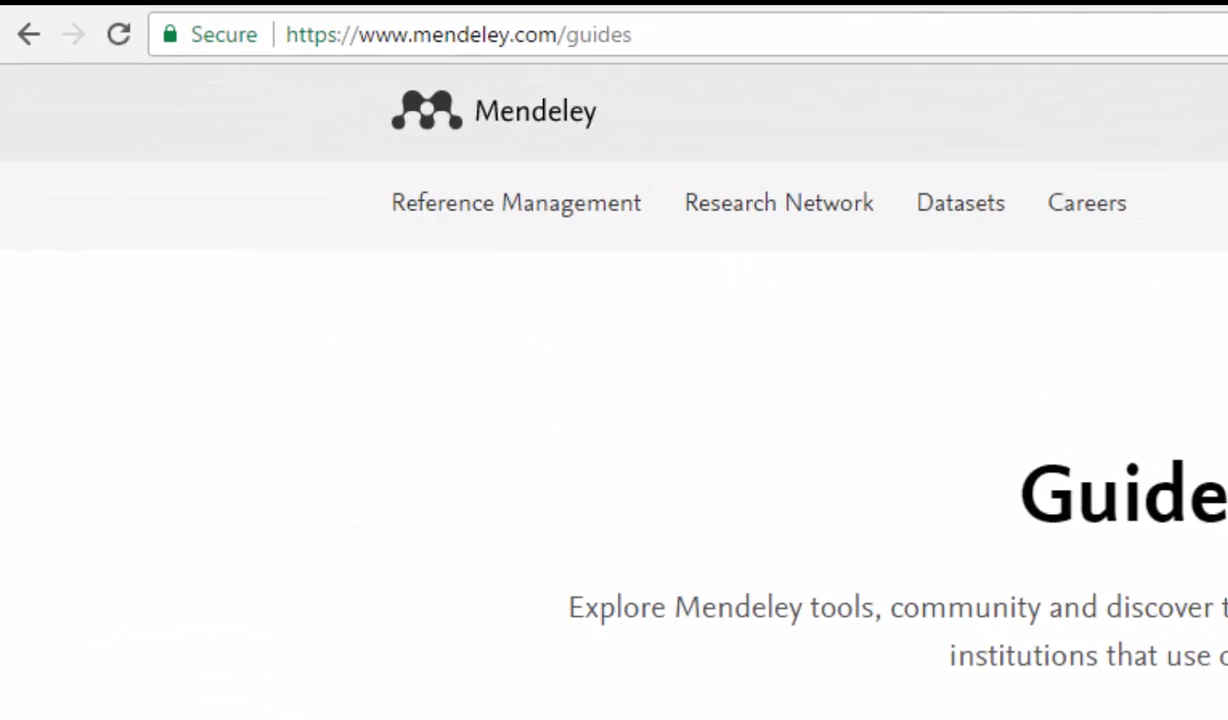 Secure | https://www.mendeley.com/guides
Mendeley
Reference Management Research Network Datasets Careers
Guide
Explore Mendeley tools, community and discover
institutions that use